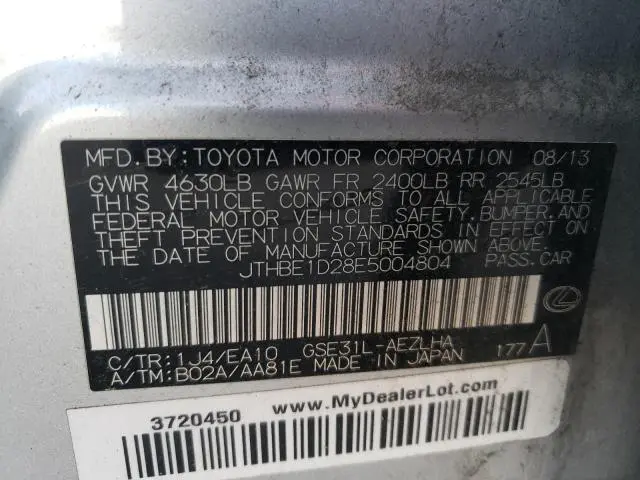 MFD.BY:TOYOTA MOTOR CORPORATION 08/13
GVWR 4630LB GAWR FR 2400LB RR 2545LB
THIS VEHICLE CONFORMS TO ALL APPLICABLE
FEDERAL MOTOR VEHICLE SAFETY,BUMPER,AND
THEFT PREVENTION STANDARDS IN EFFECT ON
THE DATE OF MANUFACTURE SHOWN ABOVE.
JTHBE1D28E5004804 PASS.CAR
C/TR:1J4/EA10 GSE31L-AEZLHA
A/TM:B02A/AA81E MADE IN JAPAN 177A
3720450 www.MyDealerLot.com